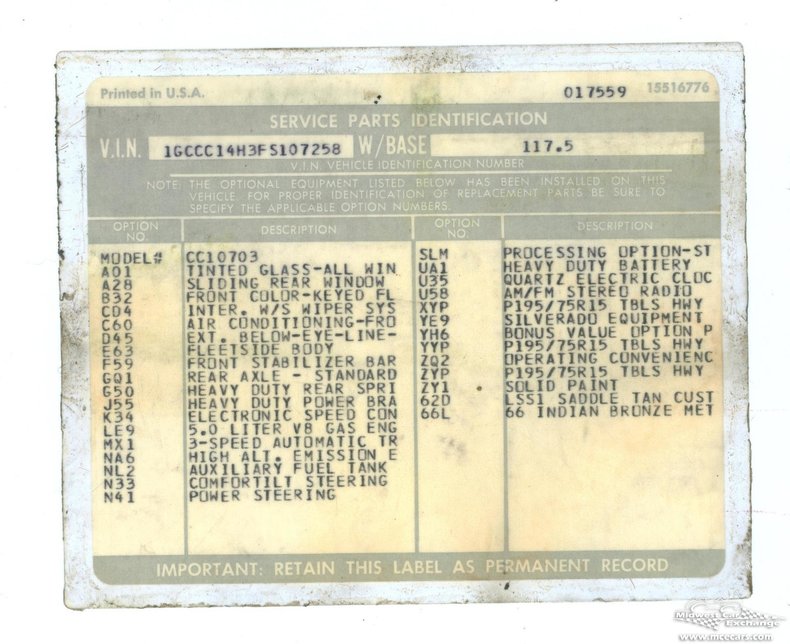 Printed in U.S.A. 017559 15516776
SERVICE PARTS IDENTIFICATION
V.I.N. 1GCCC14H3FS107258 W/BASE 117.5
V.I.N. VEHICLE IDENTIFICATION NUMBER
NOTE: THE OPTIONAL EQUIPMENT LISTED BELOW HAS BEEN INSTALLED ON THIS
VEHICLE. FOR PROPER IDENTIFICATION OF REPLACEMENT PARTS BE SURE TO
SPECIFY THE APPLICABLE OPTION NUMBERS.
OPTION NO. DESCRIPTION
MODEL# CC10703
A01 TINTED GLASS-ALL WIN
A28 SLIDING REAR WINDOW
B32 FRONT COLOR-KEYED FL
CD4 INTER. W/S WIPER SYS
C60 AIR CONDITIONING-FRO
D45 EXT. BELOW-EYE-LINE-
E63 FLEETSIDE BODY
F59 FRONT STABILIZER BAR
GQ1 REAR AXLE - STANDARD
G50 HEAVY DUTY REAR SPRI
J55 HEAVY DUTY POWER BRA
K34 ELECTRONIC SPEED CON
LE9 5.0 LITER V8 GAS ENG
MX1 3-SPEED AUTOMATIC TR
NA6 HIGH ALT. EMISSION E
NL2 AUXILIARY FUEL TANK
N33 COMFORTILT STEERING
N41 POWER STEERING
OPTION NO. DESCRIPTION
SLM PROCESSING OPTION-ST
UA1 HEAVY DUTY BATTERY
U35 QUARTZ ELECTRIC CLOC
U58 AM/FM STEREO RADIO
XYP P195/75R15 TBLS HWY
YE9 SILVERADO EQUIPMENT
YH6 BONUS VALUE OPTION P
YYP P195/75R15 TBLS HWY
ZQ2 OPERATING CONVENIENC
ZYP P195/75R15 TBLS HWY
ZY1 SOLID PAINT
62D LSS1 SADDLE TAN CUST
66L 66 INDIAN BRONZE MET
IMPORTANT: RETAIN THIS LABEL AS PERMANENT RECORD
Midwest Car Exchange
www.mccars.com